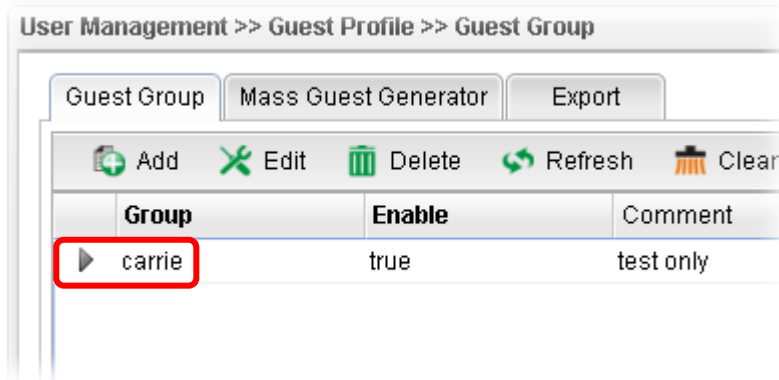 User Management >> Guest Profile >> Guest Group
Guest Group Mass Guest Generator Export
Add Edit Delete Refresh Clear
Group Enable Comment
carrie true test only